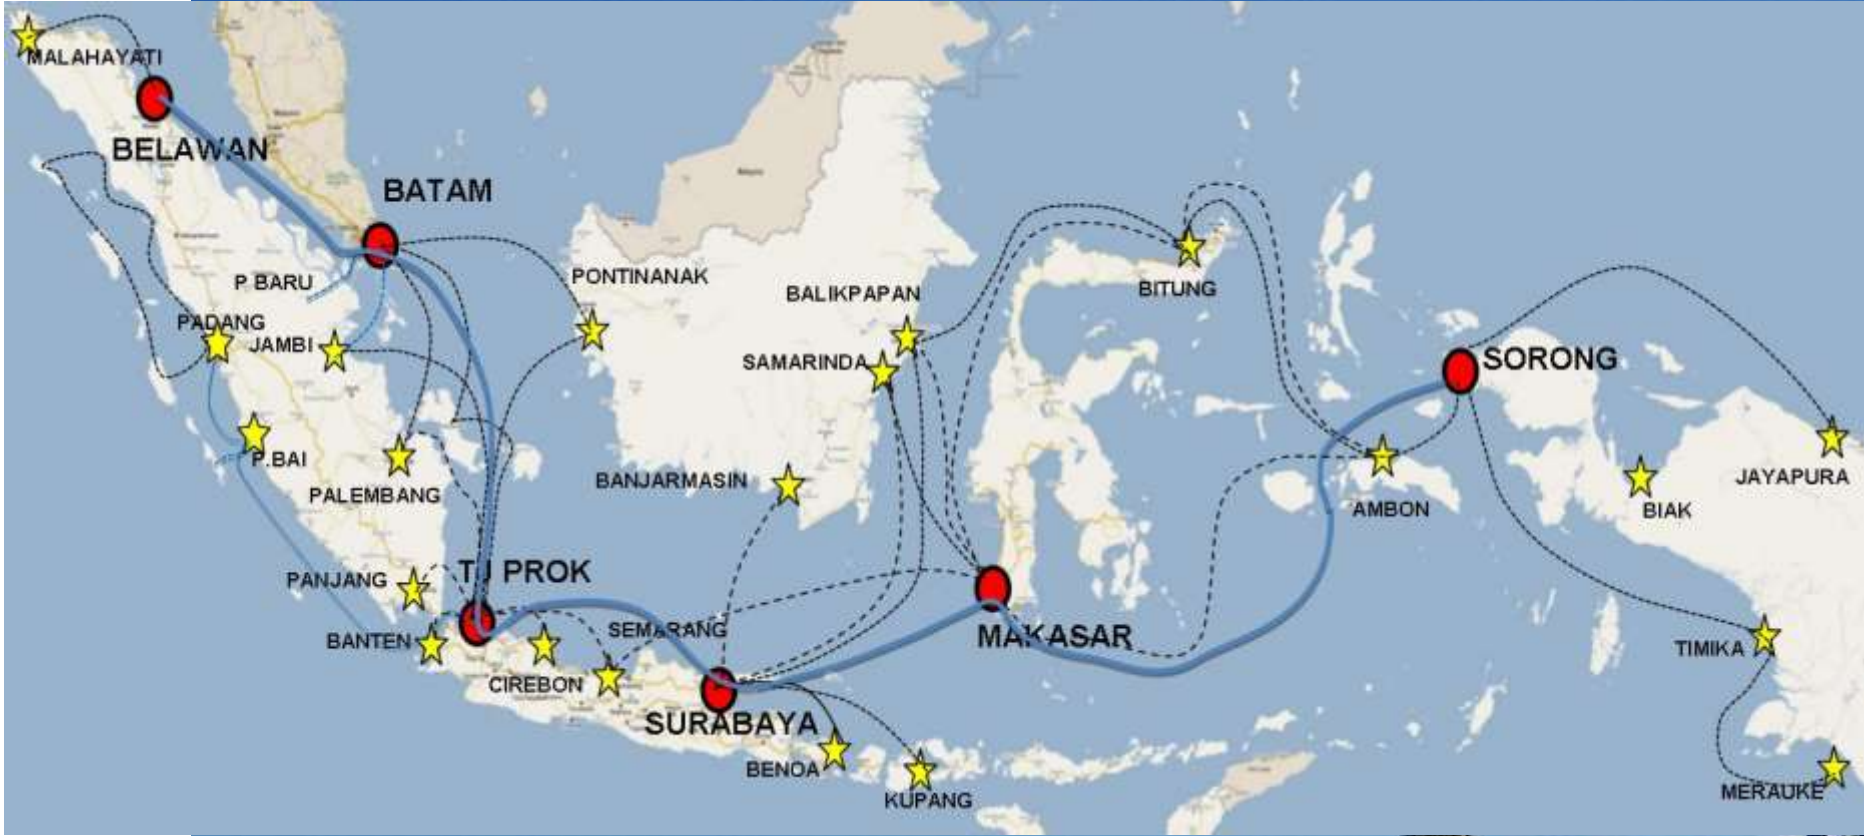 MALAHAYATI
BELAWAN
BATAM
P BARU
PONTINANAK
BALIKPAPAN
BITUNG
PADANG
JAMBI
SAMARINDA
SORONG
P.BAI
PALEMBANG
BANJARMASIN
AMBON
BIAK
JAYAPURA
PANJANG
TJ PROK
BANTEN
SEMARANG
MAKASAR
TIMIKA
CIREBON
SURABAYA
BENOA
KUPANG
MERAUKE